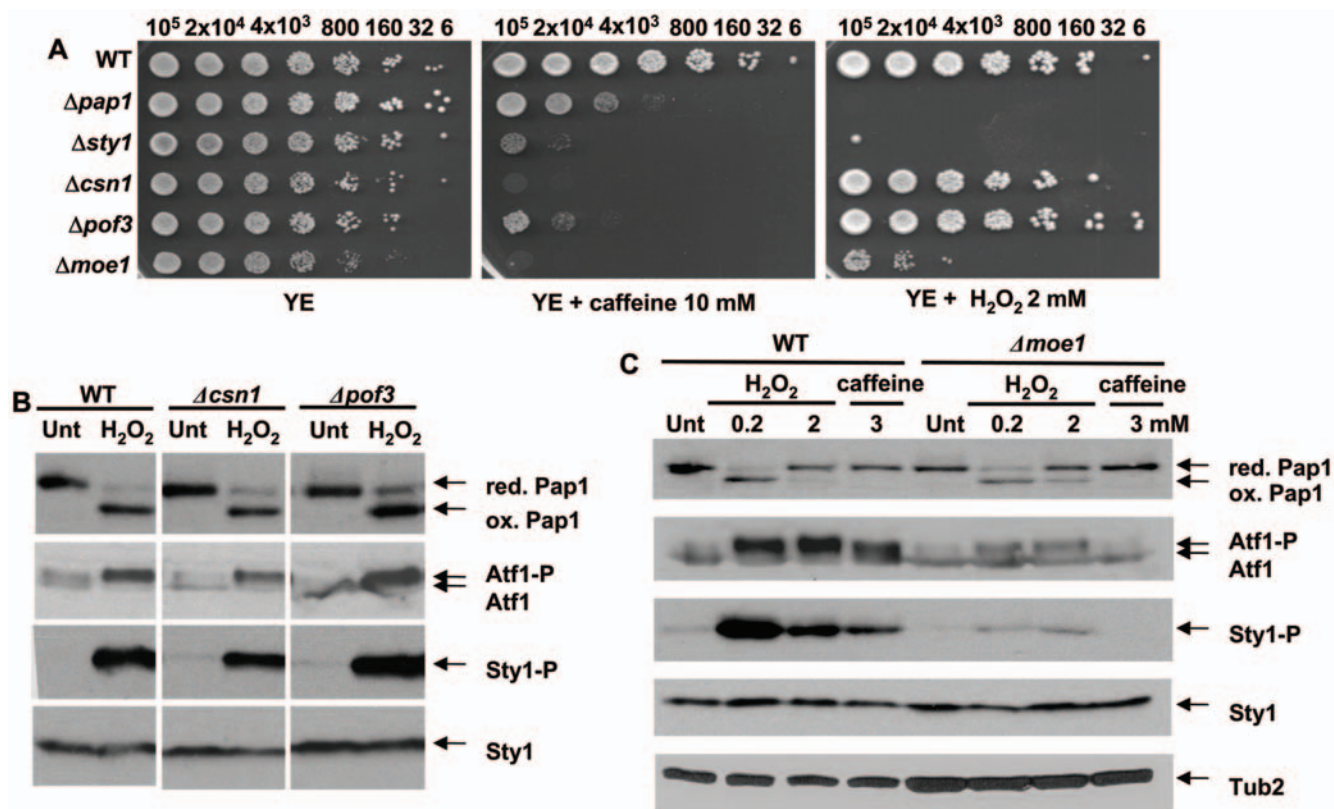 A
10⁵ 2x10⁴ 4x10³ 800 160 32 6
10⁵ 2x10⁴ 4x10³ 800 160 32 6
10⁵ 2x10⁴ 4x10³ 800 160 32 6
WT
Δpap1
Δsty1
Δcsn1
Δpof3
Δmoe1
YE
YE + caffeine 10 mM
YE + H₂O₂ 2 mM
B
WT Δcsn1 Δpof3
Unt H₂O₂ Unt H₂O₂ Unt H₂O₂
red. Pap1
ox. Pap1
Atf1-P
Atf1
Sty1-P
Sty1
C
WT Δmoe1
H₂O₂ caffeine H₂O₂ caffeine
Unt 0.2 2 3 Unt 0.2 2 3 mM
red. Pap1
ox. Pap1
Atf1-P
Atf1
Sty1-P
Sty1
Tub2